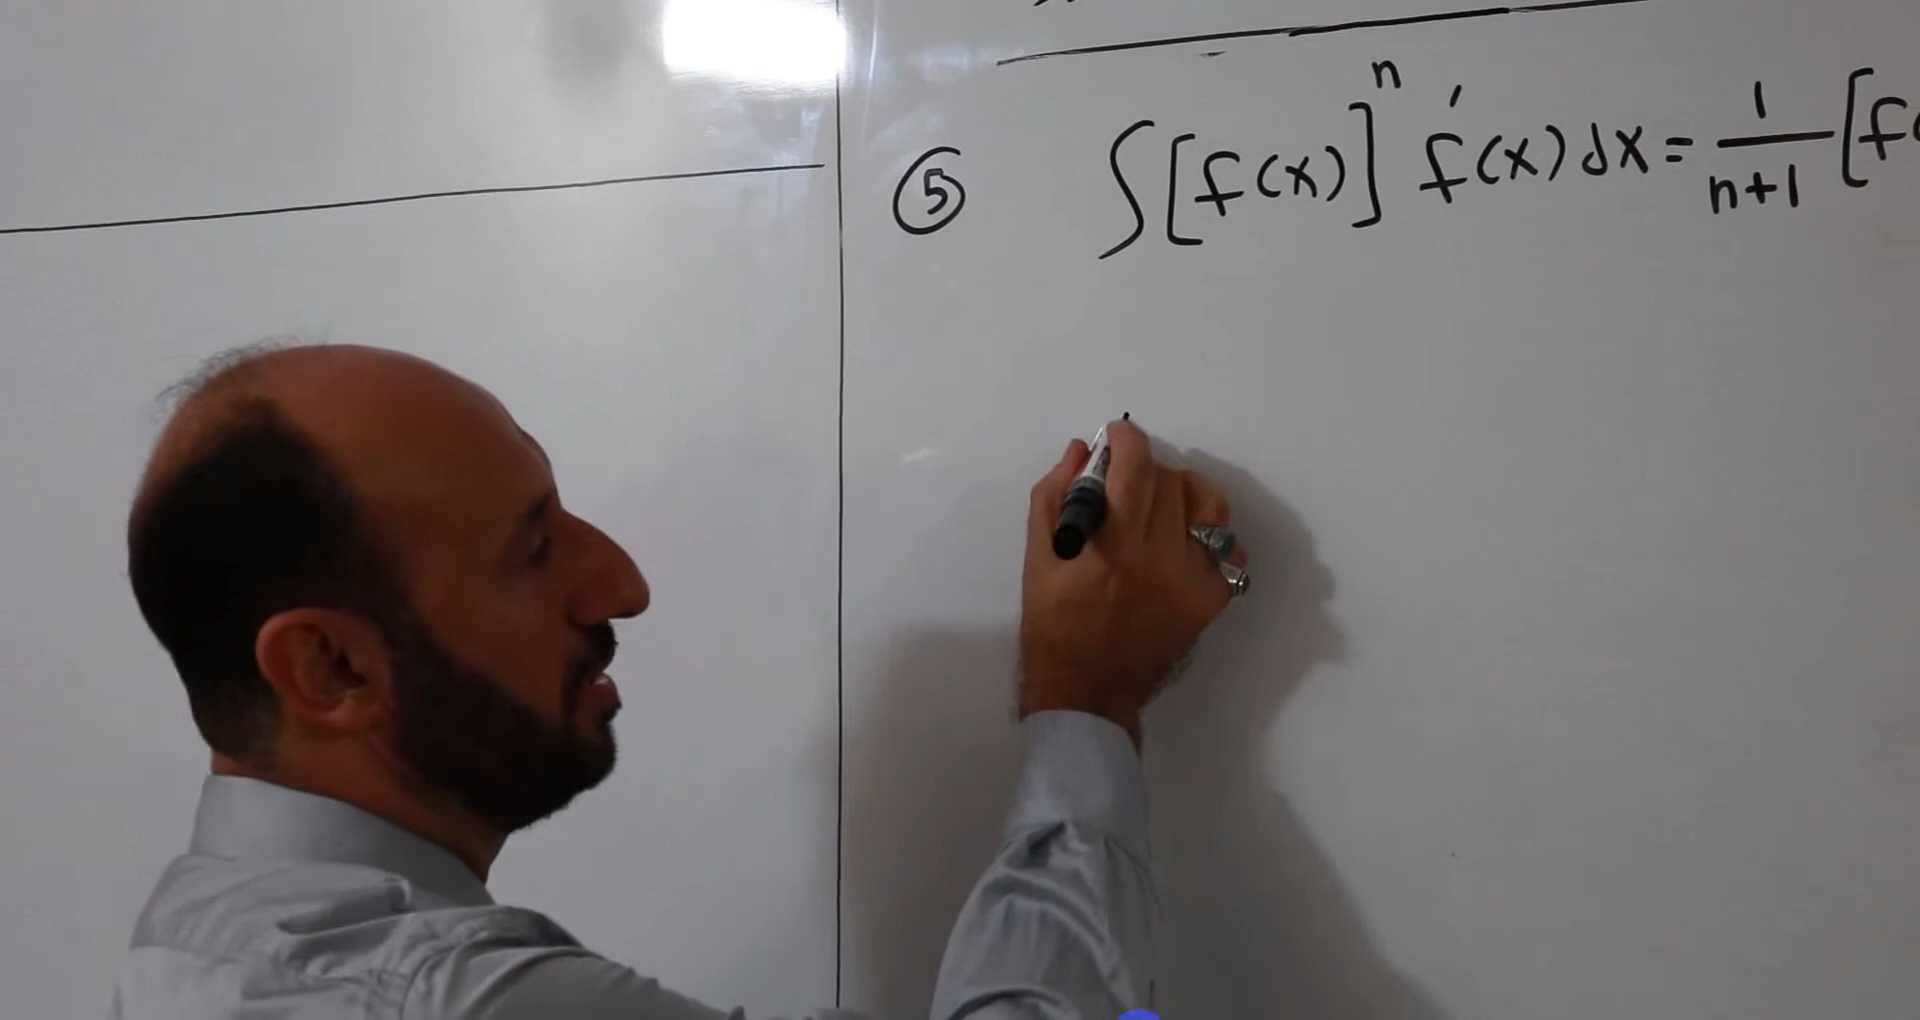 ⑤ ∫[f(x)]ⁿ f′(x)dx = 1/(n+1) [f(